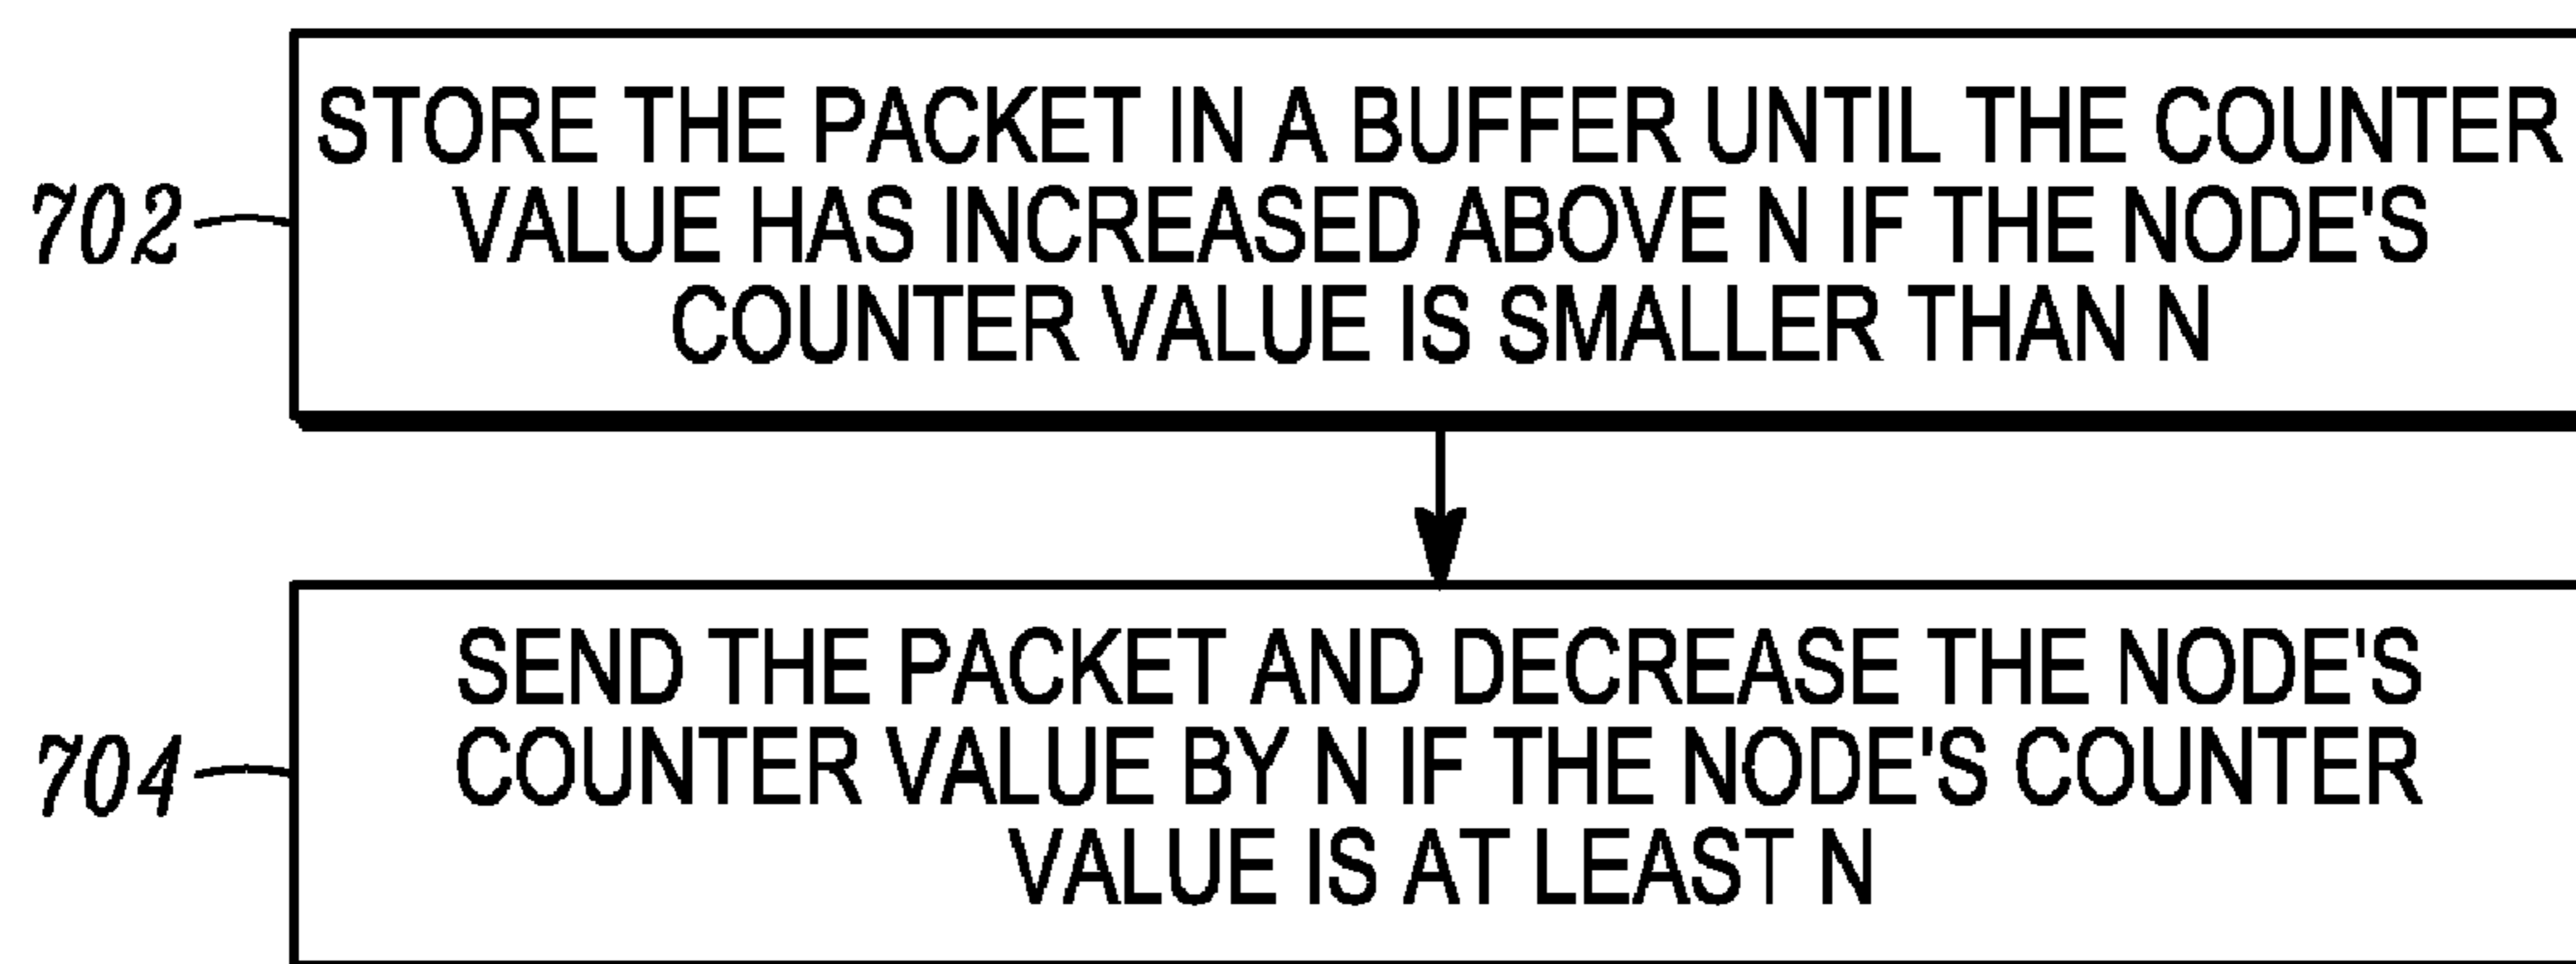 STORE THE PACKET IN A BUFFER UNTIL THE COUNTER
VALUE HAS INCREASED ABOVE N IF THE NODE'S
COUNTER VALUE IS SMALLER THAN N
702
SEND THE PACKET AND DECREASE THE NODE'S
COUNTER VALUE BY N IF THE NODE'S COUNTER
VALUE IS AT LEAST N
704